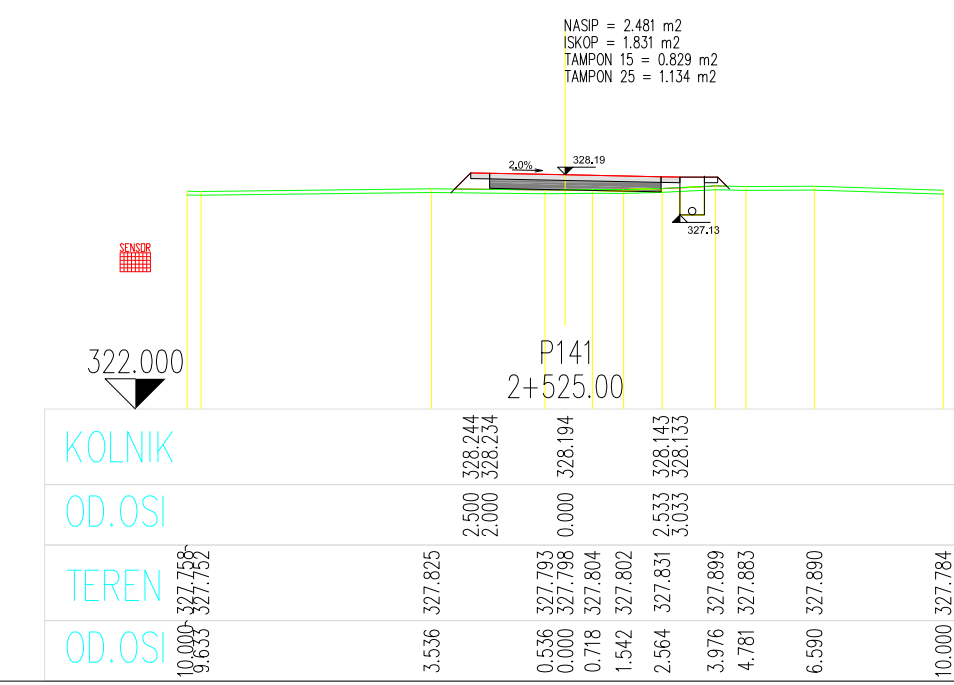 NASIP = 2.481 m2
ISKOP = 1.831 m2
TAMPON 15 = 0.829 m2
TAMPON 25 = 1.134 m2
2.0%
328.19
327.13
SENSOR
322.000
P141
2+525.00
KOLNIK 328.244 328.234 328.194 328.143 328.133
OD.OSI 2.500 2.000 0.000 2.533 3.033
TEREN 327.758 327.752 327.825 327.793 327.798 327.804 327.802 327.831 327.899 327.883 327.890 327.784
OD.OSI 10.000 9.633 3.536 0.536 0.000 0.718 1.542 2.564 3.976 4.781 6.590 10.000